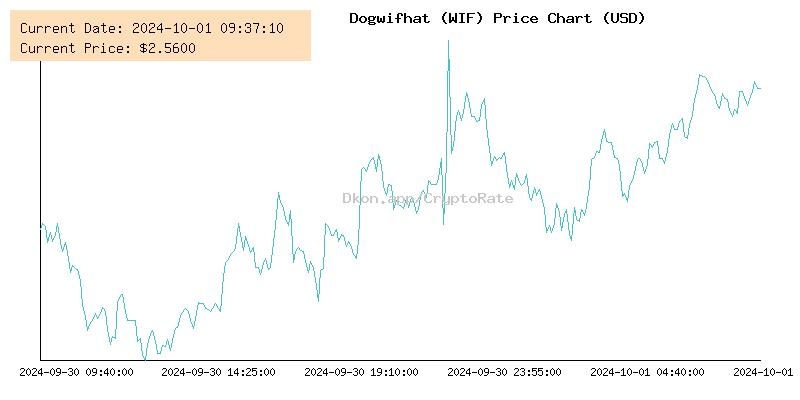 Dogwifhat (WIF) Price Chart (USD)
Current Date: 2024-10-01 09:37:10
Current Price: $2.5600
Dkon.app/CryptoRate
2024-09-30 09:40:00 2024-09-30 14:25:00 2024-09-30 19:10:00 2024-09-30 23:55:00 2024-10-01 04:40:00 2024-10-01